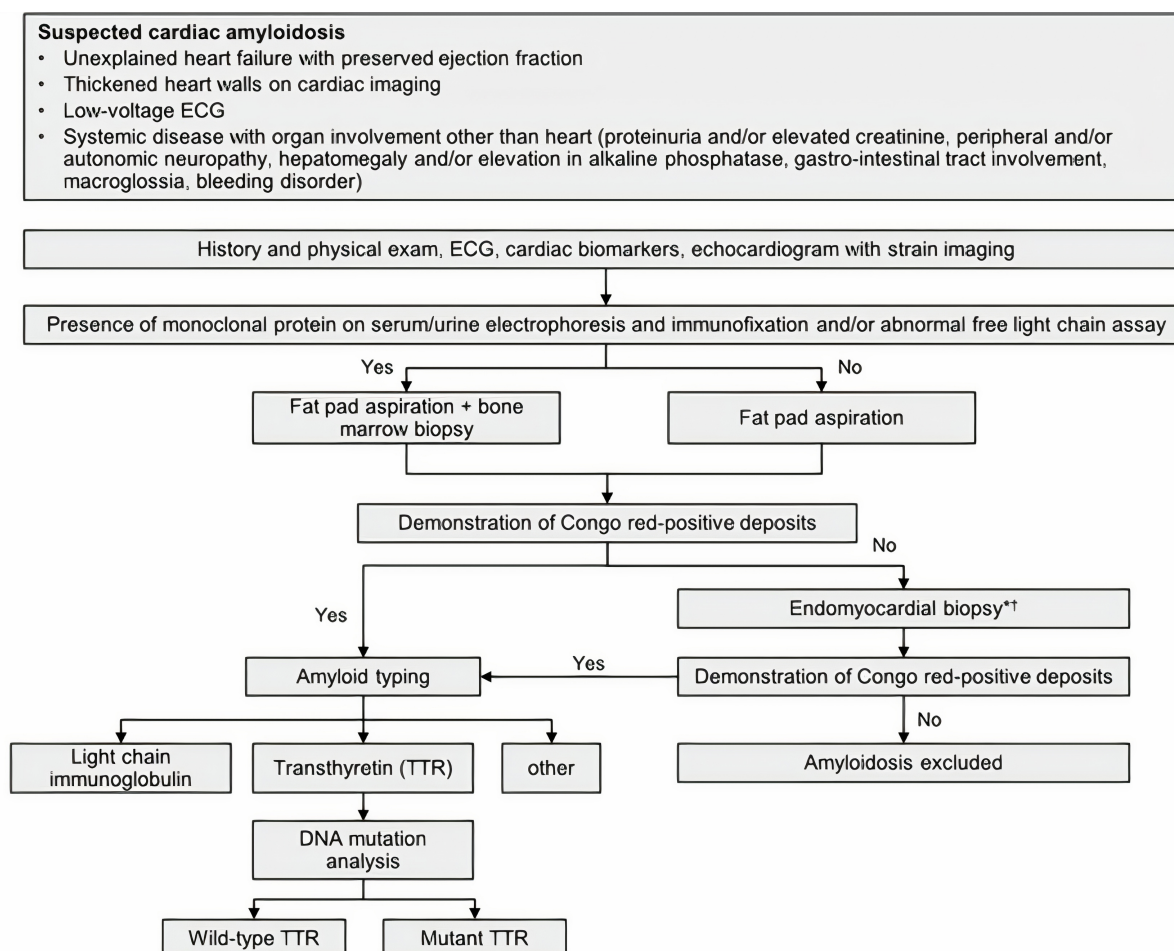 Suspected cardiac amyloidosis
• Unexplained heart failure with preserved ejection fraction
• Thickened heart walls on cardiac imaging
• Low-voltage ECG
• Systemic disease with organ involvement other than heart (proteinuria and/or elevated creatinine, peripheral and/or
autonomic neuropathy, hepatomegaly and/or elevation in alkaline phosphatase, gastro-intestinal tract involvement,
macroglossia, bleeding disorder)
History and physical exam, ECG, cardiac biomarkers, echocardiogram with strain imaging
Presence of monoclonal protein on serum/urine electrophoresis and immunofixation and/or abnormal free light chain assay
Yes
No
Fat pad aspiration + bone
marrow biopsy
Fat pad aspiration
Demonstration of Congo red-positive deposits
No
Yes
Endomyocardial biopsy*†
Amyloid typing
Yes
Demonstration of Congo red-positive deposits
No
Light chain
immunoglobulin
Transthyretin (TTR)
other
Amyloidosis excluded
DNA mutation
analysis
Wild-type TTR
Mutant TTR